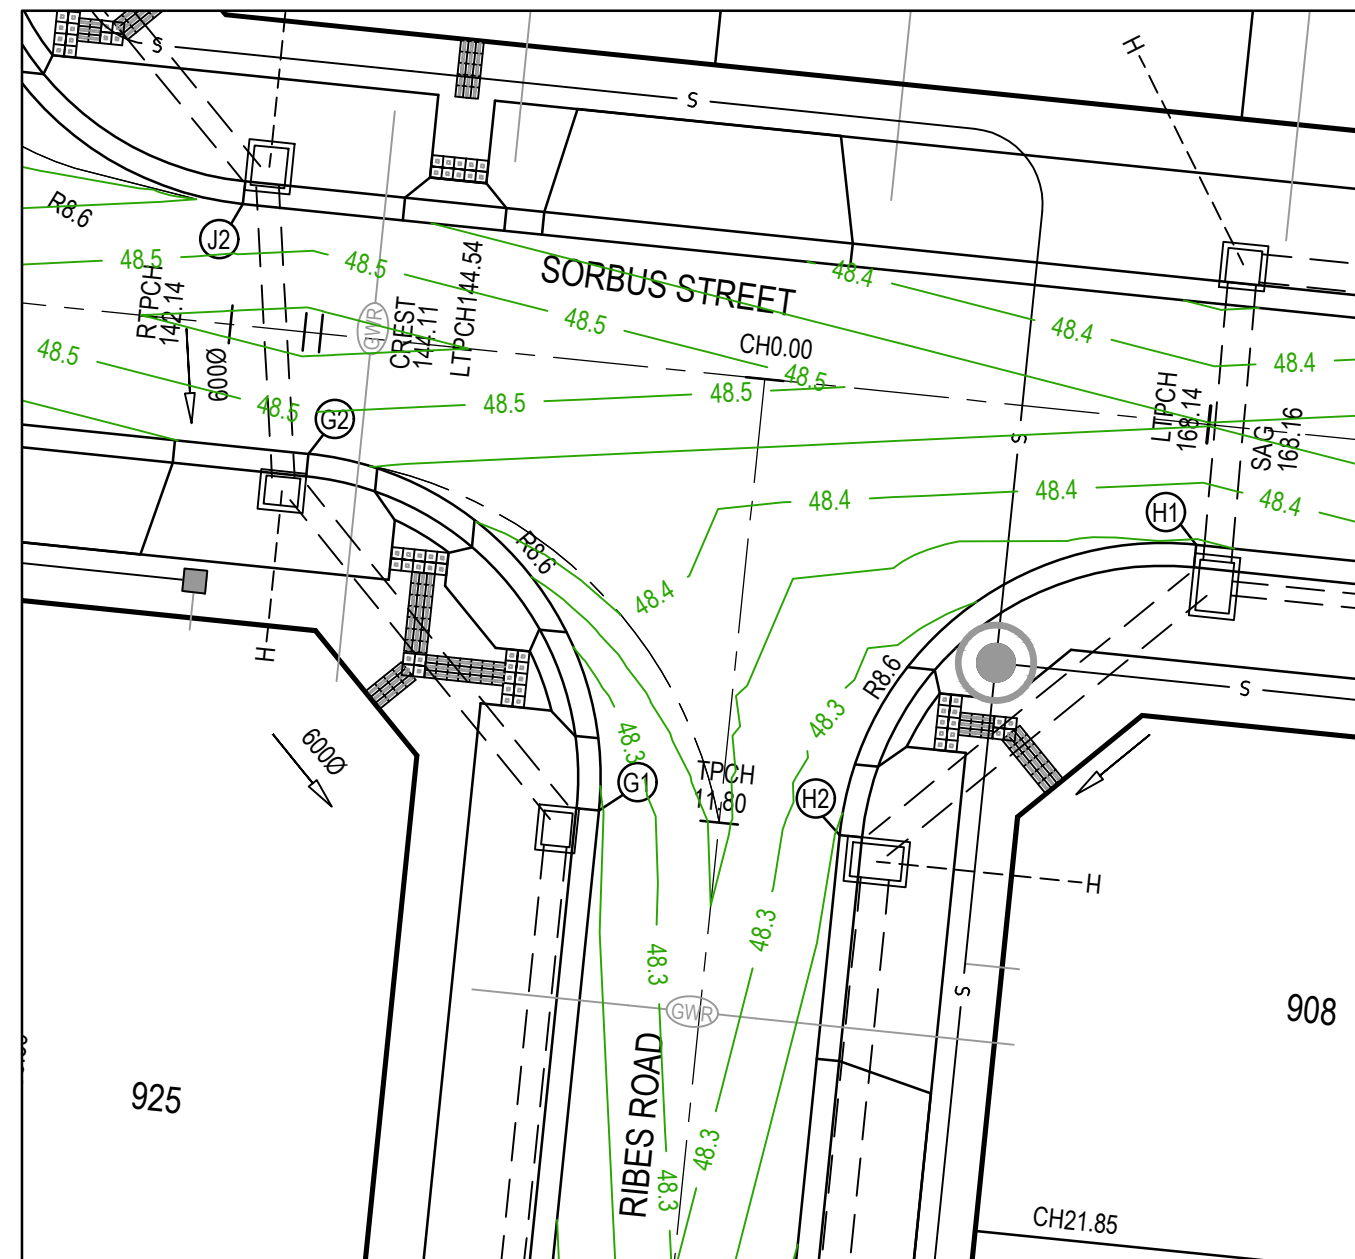 S
S
H
R8.6
J2
48.5
48.5
48.4
SORBUS STREET
RTPCH
142.14
GWR
CREST
144.11
LTPCH144.54
48.5
48.4
CH0.00
48.5
48.5
48.4
600Ø
48.5
48.5
48.5
G2
S
LTPCH
168.14
SAG
168.16
48.4
48.4
48.4
H1
R8.6
48.4
H
S
R8.6
48.3
48.3
600Ø
TPCH
11.80
G1
H2
H
48.3
48.3
S
GWR
908
RIBES ROAD
925
48.3
48.3
CH21.85